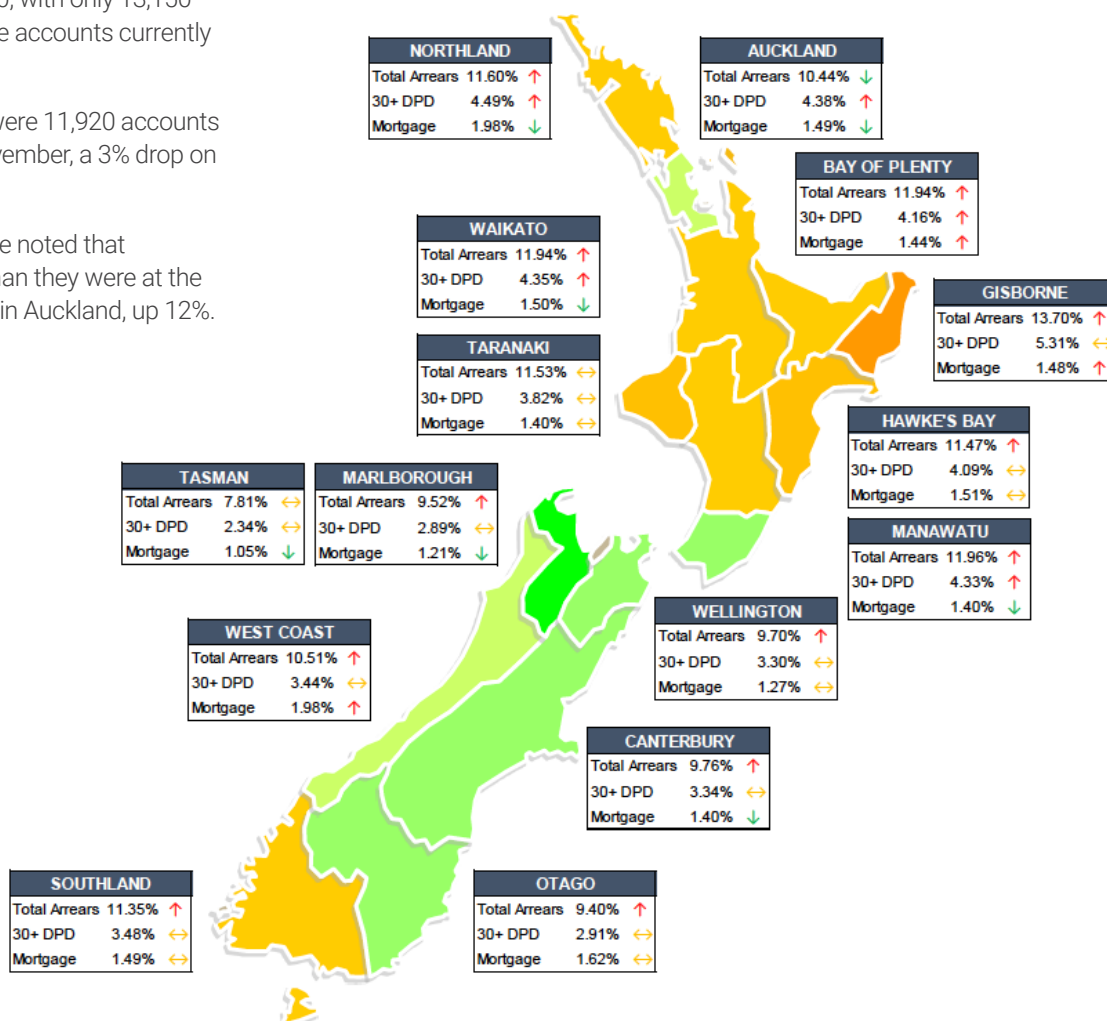 with only 13,150
e accounts currently
were 11,920 accounts
vember, a 3% drop on
e noted that
an they were at the
in Auckland, up 12%.
NORTHLAND
Total Arrears 11.60% ↑
30+ DPD 4.49% ↑
Mortgage 1.98% ↓
AUCKLAND
Total Arrears 10.44% ↓
30+ DPD 4.38% ↑
Mortgage 1.49% ↓
BAY OF PLENTY
Total Arrears 11.94% ↑
30+ DPD 4.16% ↑
Mortgage 1.44% ↑
WAIKATO
Total Arrears 11.94% ↑
30+ DPD 4.35% ↑
Mortgage 1.50% ↓
GISBORNE
Total Arrears 13.70% ↑
30+ DPD 5.31% ↔
Mortgage 1.48% ↑
TARANAKI
Total Arrears 11.53% ↔
30+ DPD 3.82% ↔
Mortgage 1.40% ↔
HAWKE'S BAY
Total Arrears 11.47% ↑
30+ DPD 4.09% ↔
Mortgage 1.51% ↔
TASMAN
Total Arrears 7.81% ↔
30+ DPD 2.34% ↔
Mortgage 1.05% ↓
MARLBOROUGH
Total Arrears 9.52% ↑
30+ DPD 2.89% ↔
Mortgage 1.21% ↓
MANAWATU
Total Arrears 11.96% ↑
30+ DPD 4.33% ↑
Mortgage 1.40% ↓
WELLINGTON
Total Arrears 9.70% ↑
30+ DPD 3.30% ↔
Mortgage 1.27% ↔
WEST COAST
Total Arrears 10.51% ↑
30+ DPD 3.44% ↔
Mortgage 1.98% ↑
CANTERBURY
Total Arrears 9.76% ↑
30+ DPD 3.34% ↔
Mortgage 1.40% ↓
SOUTHLAND
Total Arrears 11.35% ↑
30+ DPD 3.48% ↔
Mortgage 1.49% ↔
OTAGO
Total Arrears 9.40% ↑
30+ DPD 2.91% ↔
Mortgage 1.62% ↔